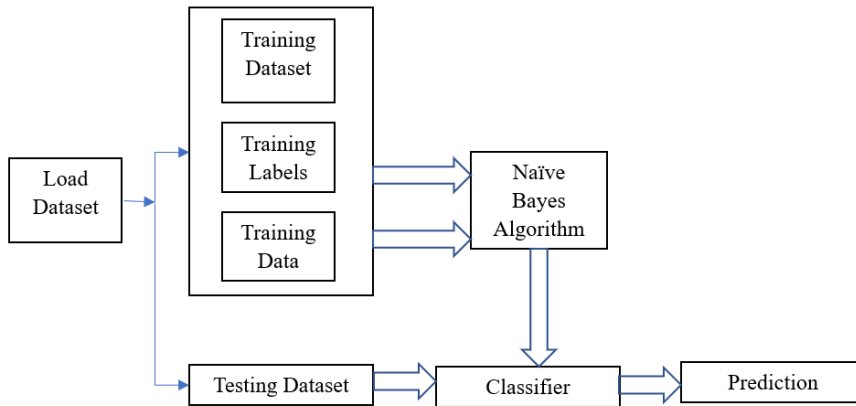 Training
Dataset
Training
Labels
Training
Data
Load
Dataset
Naïve
Bayes
Algorithm
Testing Dataset
Classifier
Prediction